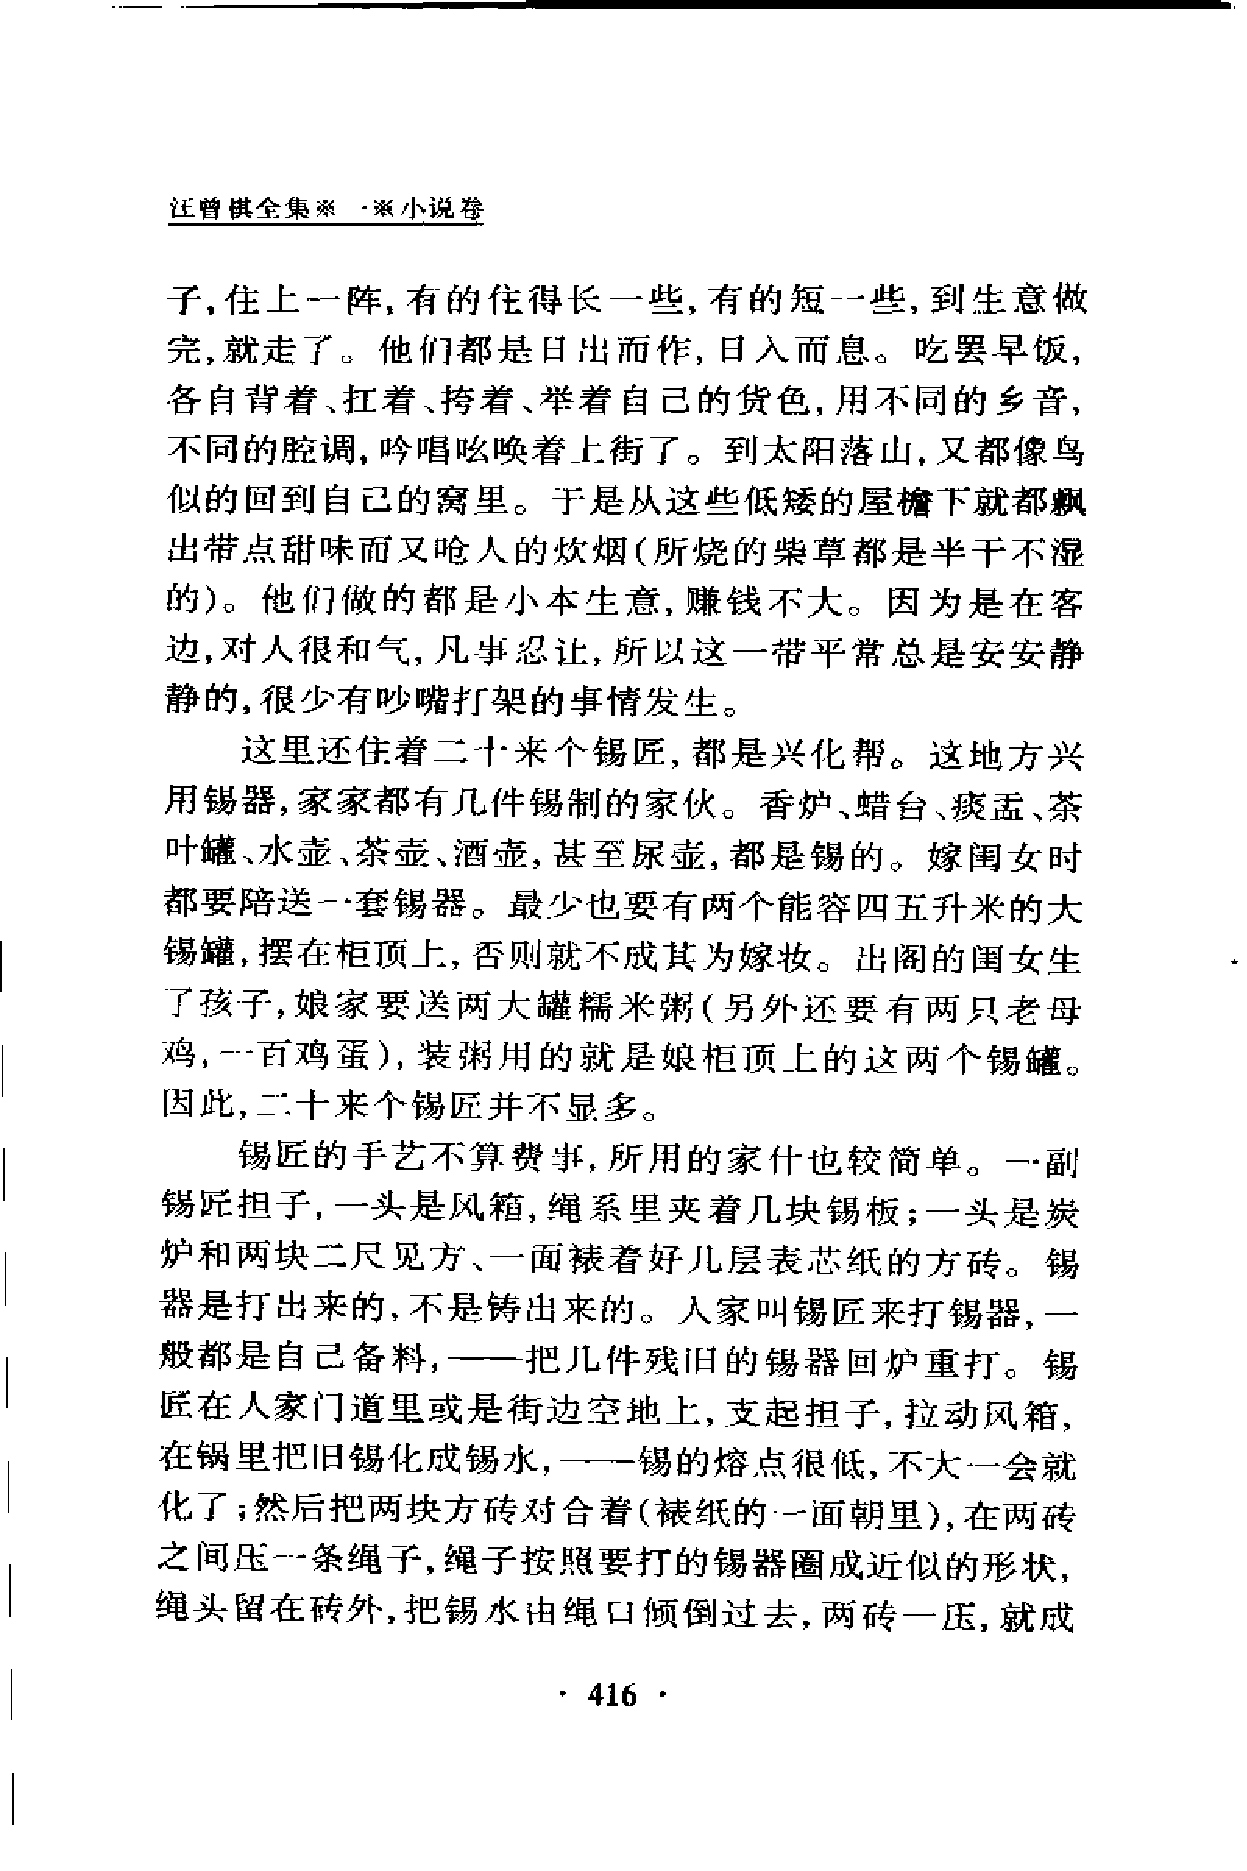 汪曾棋全集※一※小说卷
子,住上一阵,有的住得长一些,有的短一些,到生意做
完,就走了。他们都是日出而作,日入而息。吃罢早饭,
各自背着、扛着、挎着、举着自己的货色,用不同的乡音,
不同的腔调,吟唱吆唤着上街了。到太阳落山,又都像鸟
似的回到自己的窝里。于是从这些低矮的屋檐下就都飘
出带点甜味而又呛人的炊烟(所烧的柴草都是半干不湿
的)。他们做的都是小本生意,赚钱不大。因为是在客
边,对人很和气,凡事忍让,所以这一带平常总是安安静
静的,很少有吵嘴打架的事情发生。
这里还住着二十来个锡匠,都是兴化帮。这地方兴
用锡器,家家都有几件锡制的家伙。香炉、蜡台、痰盂、茶
叶罐、水壶、茶壶、酒壶,甚至尿壶,都是锡的。嫁闺女时
都要陪送一套锡器。最少也要有两个能容四五升米的大
锡罐,摆在柜顶上,否则就不成其为嫁妆。出阁的闺女生
了孩子,娘家要送两大罐糯米粥(另外还要有两只老母
鸡,一百鸡蛋),装粥用的就是娘柜顶上的这两个锡罐。
因此,二十来个锡匠并不显多。
锡匠的手艺不算费事,所用的家什也较简单。一副
锡匠担子,一头是风箱,绳系里夹着几块锡板;一头是炭
炉和两块二尺见方、一面裱着好几层表芯纸的方砖。锡
器是打出来的,不是铸出来的。人家叫锡匠来打锡器,一
般都是自己备料,——把几件残旧的锡器回炉重打。锡
匠在人家门道里或是街边空地上,支起担子,拉动风箱,
在锅里把旧锡化成锡水,——锡的熔点很低,不大一会就
化了;然后把两块方砖对合着(裱纸的一面朝里),在两砖
之间压一条绳子,绳子按照要打的锡器圈成近似的形状,
绳头留在砖外,把锡水由绳口倾倒过去,两砖一压,就成
· 416 ·